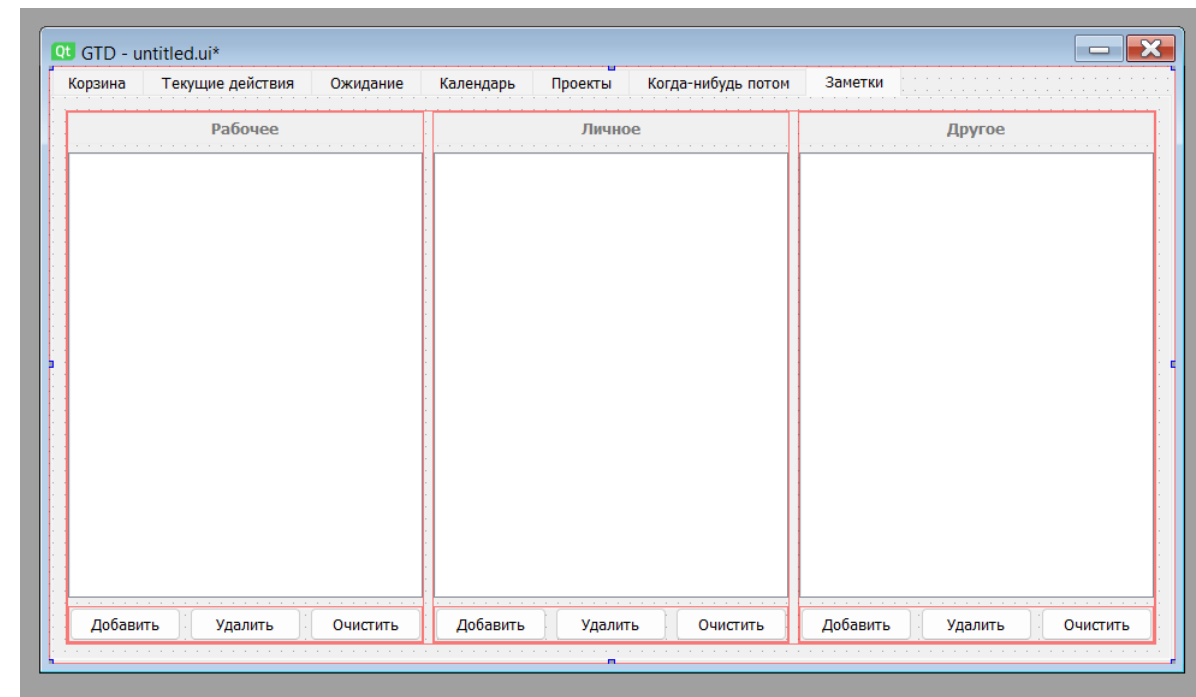 Qt GTD - untitled.ui*
Корзина Текущие действия Ожидание Календарь Проекты Когда-нибудь потом Заметки
Рабочее Личное Другое
Добавить Удалить Очистить Добавить Удалить Очистить Добавить Удалить Очистить